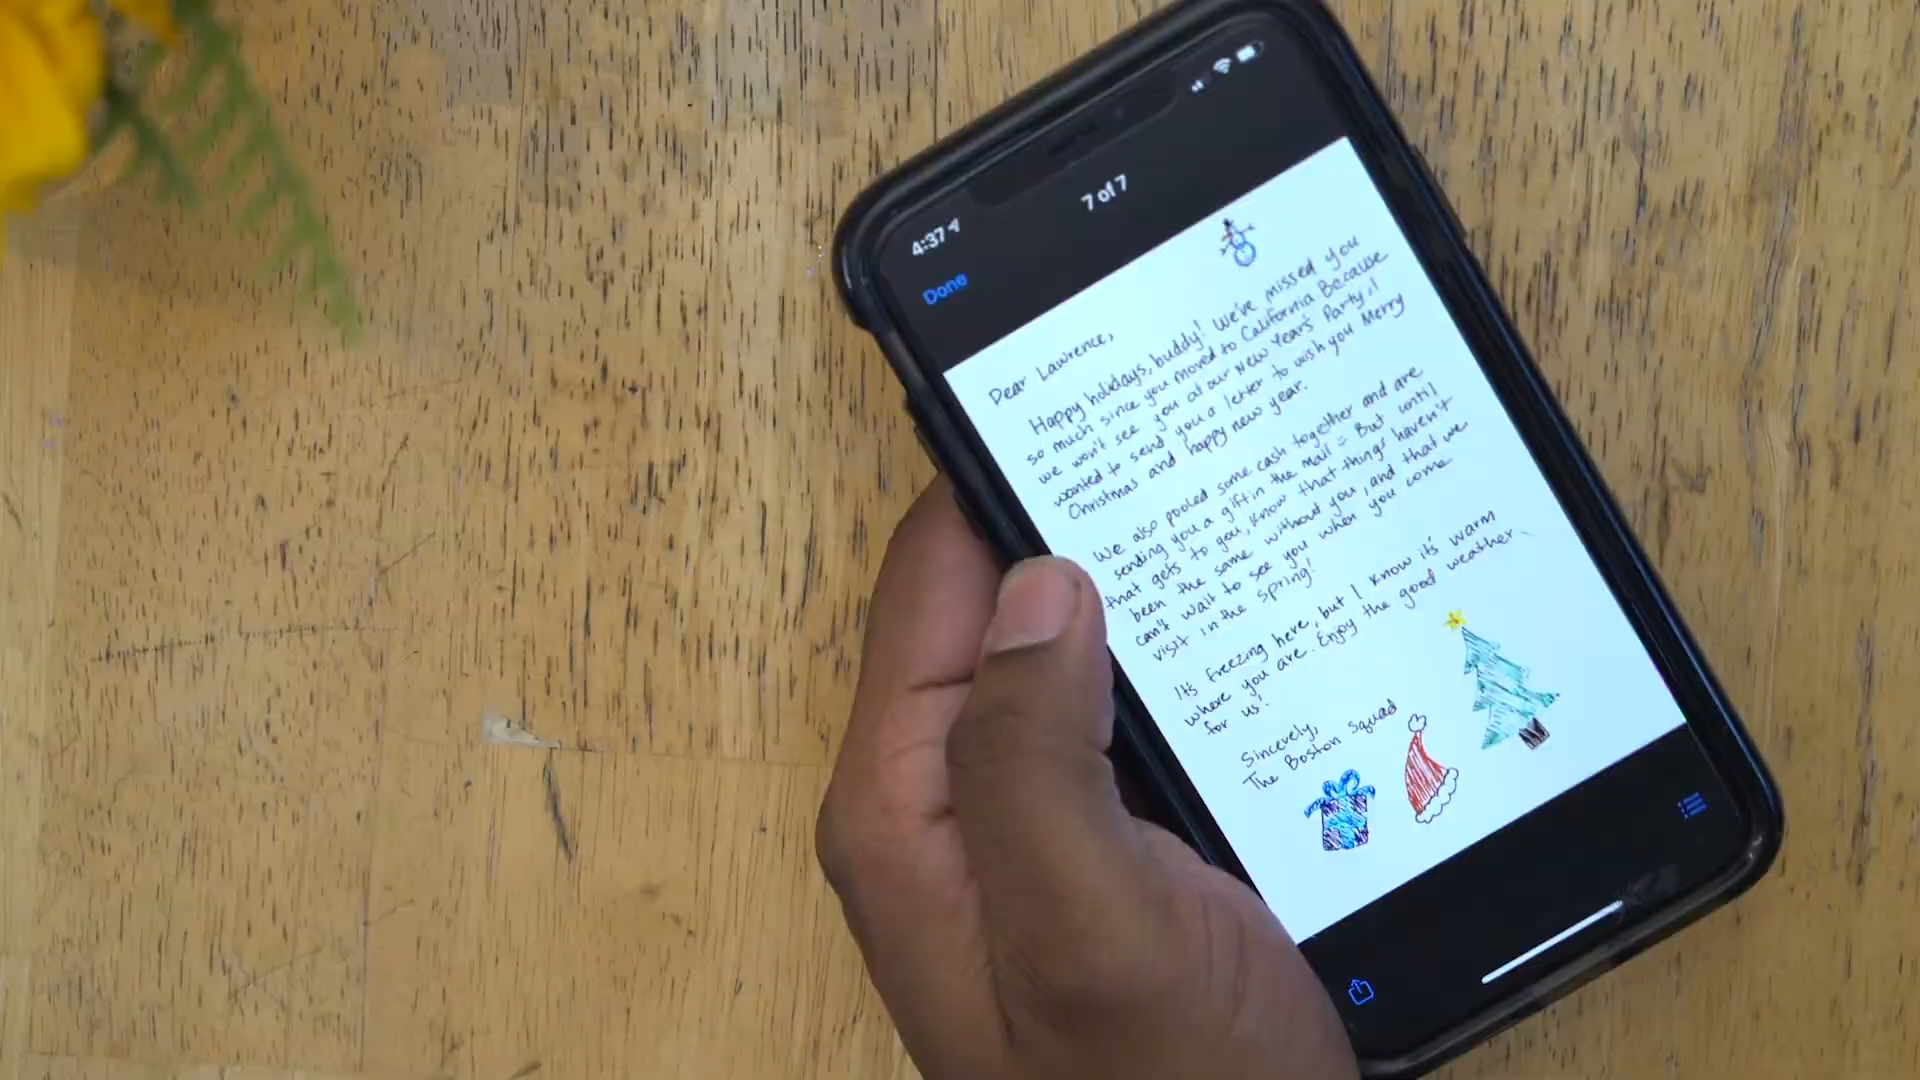 4:37
7 of 7
Done
Dear Lawrence,
Happy holidays, buddy! We've missed you
so much since you moved to California Because
we won't see you at our New Year's Party, I
wanted to send you a letter to wish you Merry
Christmas and happy new year.
We also pooled some cash together and are
sending you a gift in the mail = But until
that gets to you, know that things haven't
been the same without you, and that we
can't wait to see you when you come
visit in the spring!
It's freezing here, but I know it's warm
where you are. Enjoy the good weather
for us!
Sincerely,
The Boston Squad